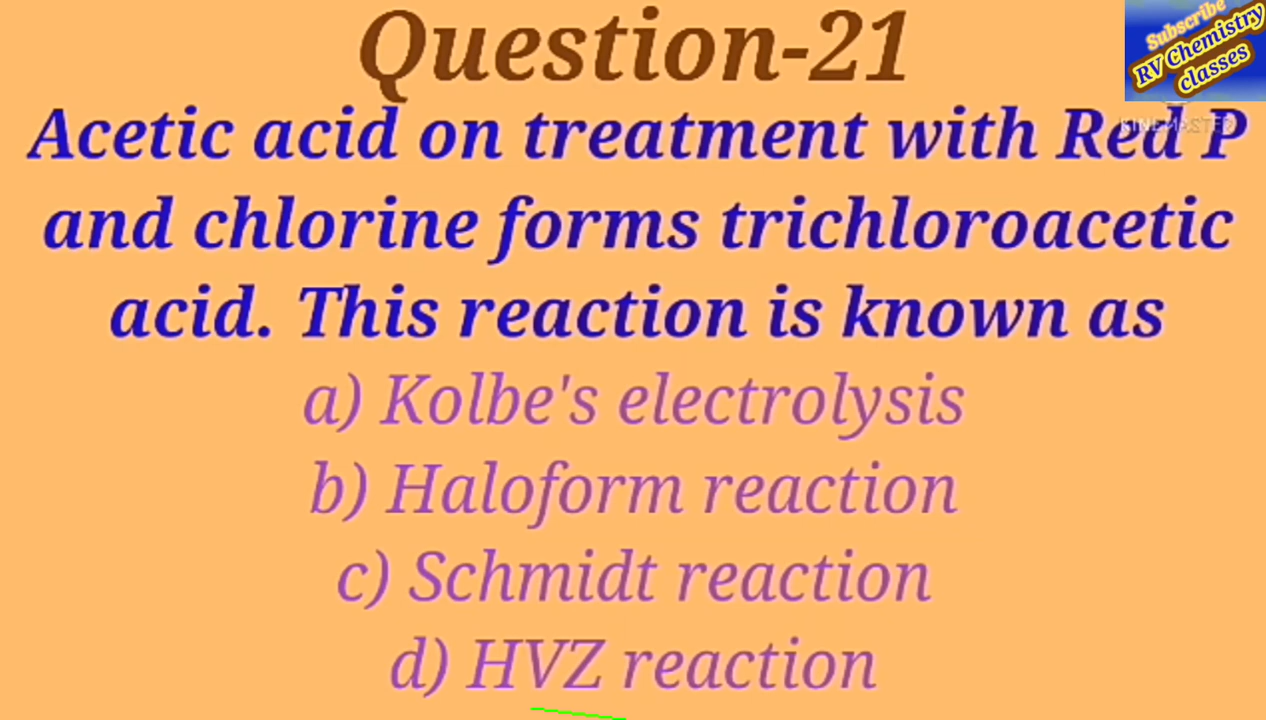 Question-21
Subscribe
RV Chemistry
classes
KINEMASTER
Acetic acid on treatment with Red P
and chlorine forms trichloroacetic
acid. This reaction is known as
a) Kolbe's electrolysis
b) Haloform reaction
c) Schmidt reaction
d) HVZ reaction